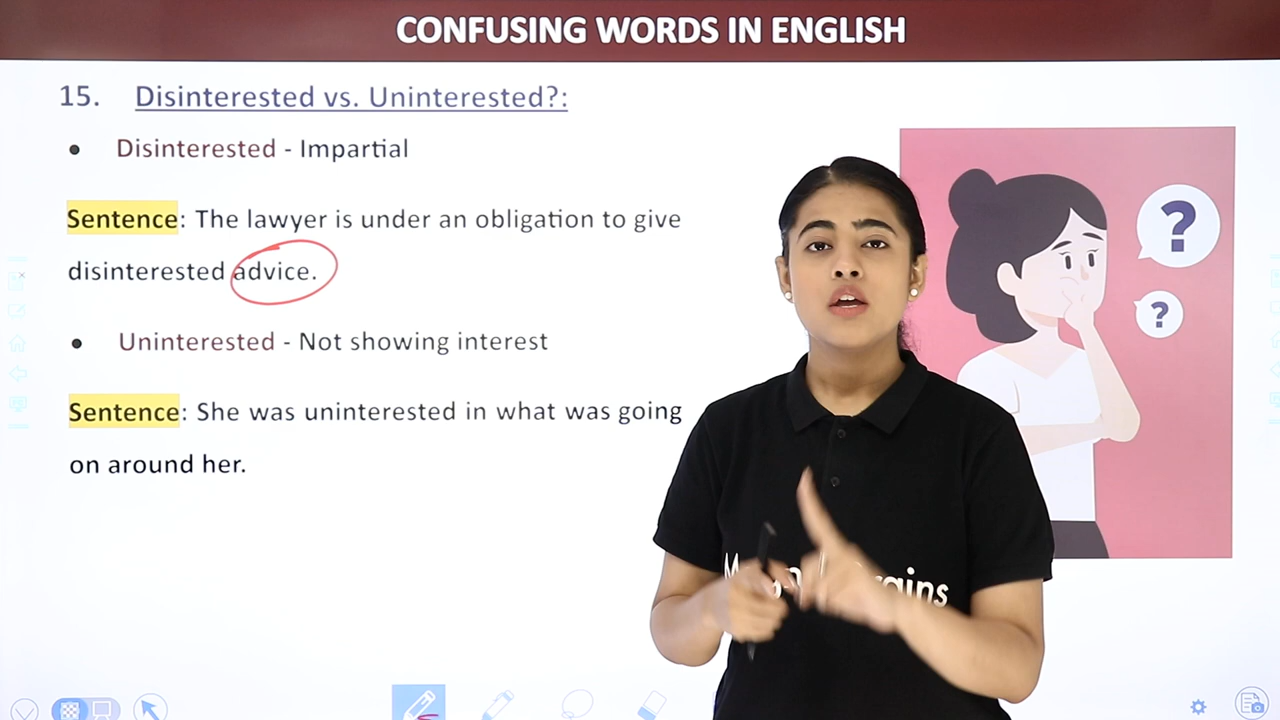 CONFUSING WORDS IN ENGLISH
15. Disinterested vs. Uninterested?:
• Disinterested - Impartial
Sentence: The lawyer is under an obligation to give
disinterested advice.
• Uninterested - Not showing interest
Sentence: She was uninterested in what was going
on around her.
?
?